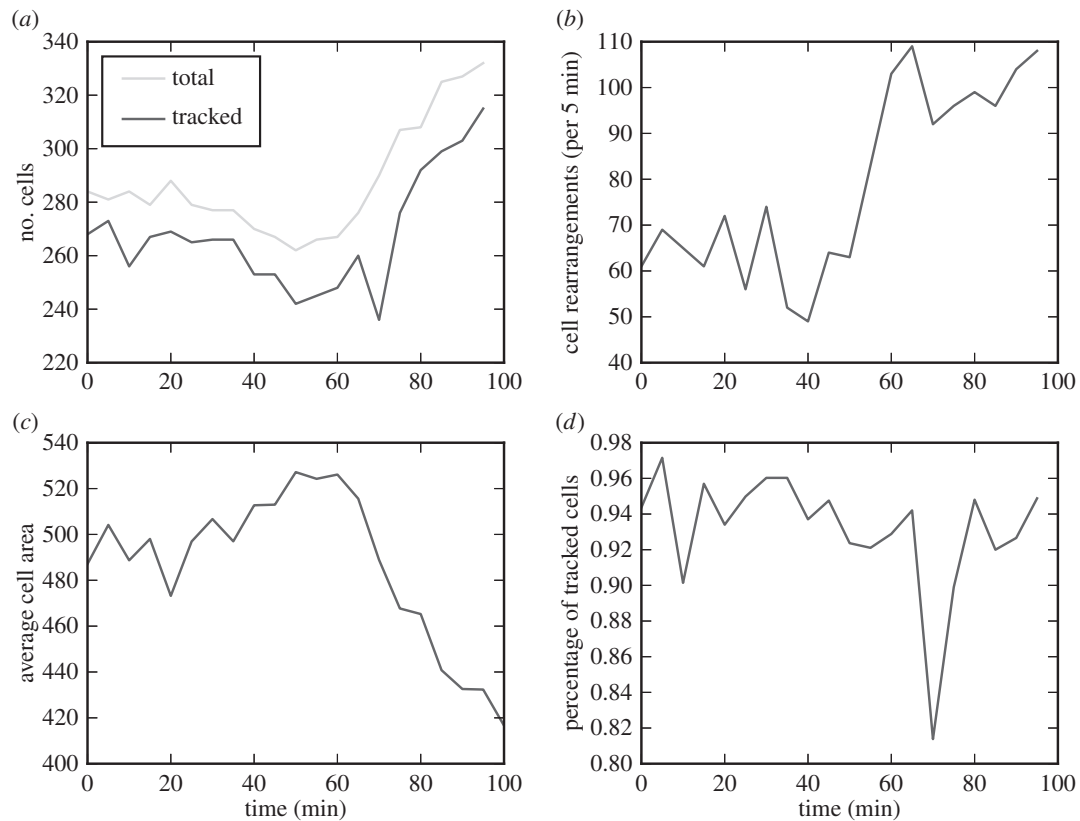 (a)
340
320
300
280
260
240
220
no. cells
total
tracked
0 20 40 60 80 100
(b)
110
100
90
80
70
60
50
40
cell rearrangements (per 5 min)
0 20 40 60 80 100
(c)
540
520
500
480
460
440
420
400
average cell area
0 20 40 60 80 100
time (min)
(d)
0.98
0.96
0.94
0.92
0.90
0.88
0.86
0.84
0.82
0.80
percentage of tracked cells
0 20 40 60 80 100
time (min)